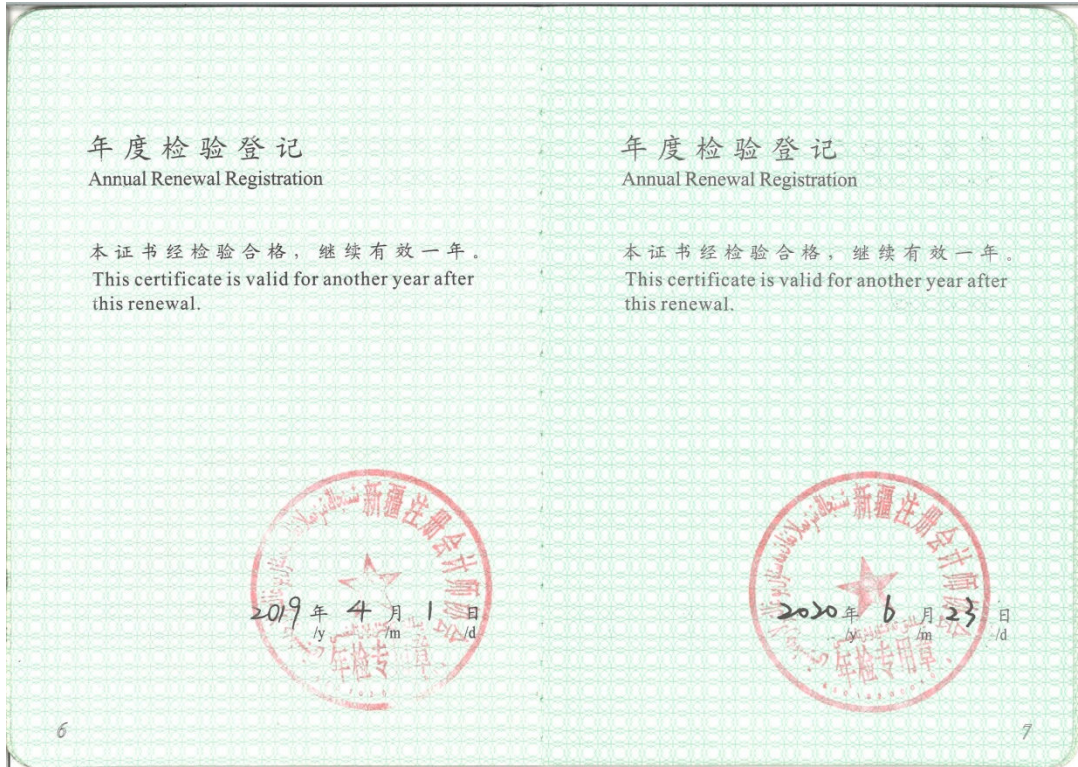 年度检验登记
Annual Renewal Registration
本证书经检验合格，继续有效一年。
This certificate is valid for another year after
this renewal.
新疆注册会计师协会
2019年4月1日
/y /m /d
年检专用章
6
年度检验登记
Annual Renewal Registration
本证书经检验合格，继续有效一年。
This certificate is valid for another year after
this renewal.
新疆注册会计师协会
2020年6月23日
/y /m /d
年检专用章
7